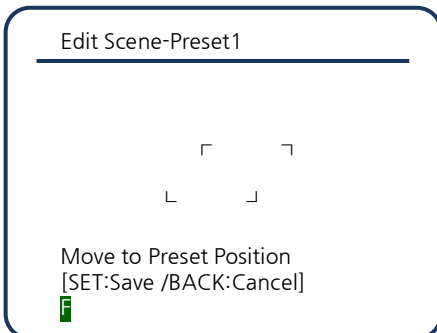 Edit Scene-Preset1
Move to Preset Position
[SET:Save /BACK:Cancel]
F